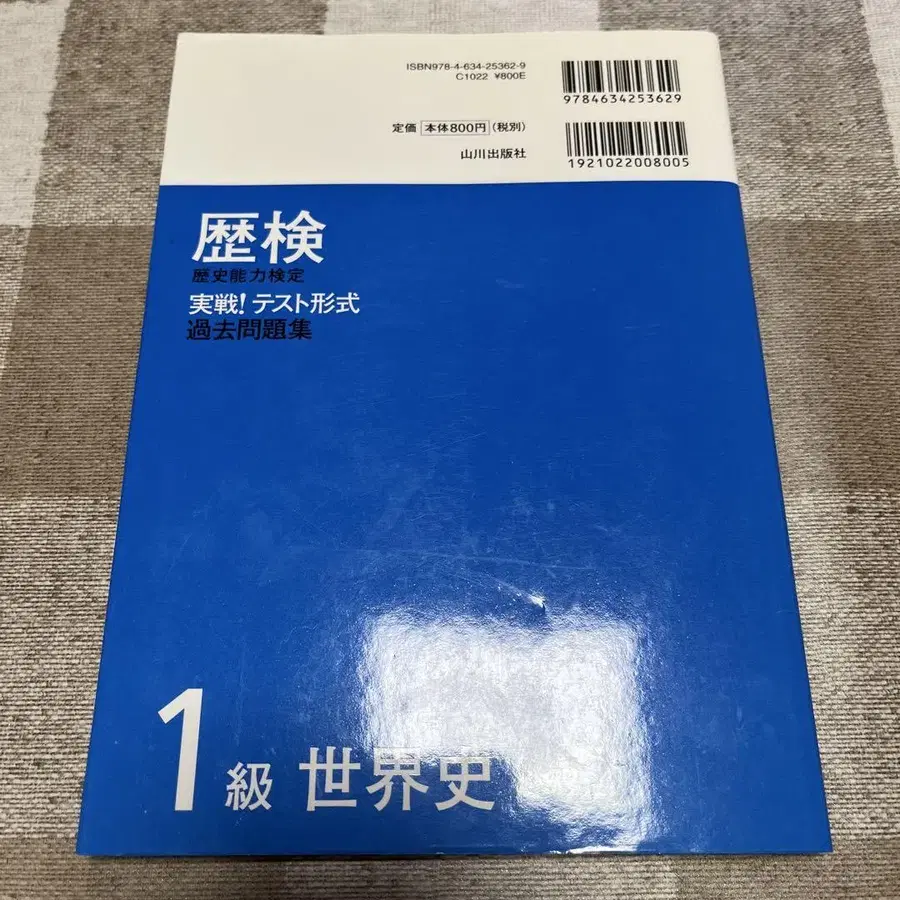 ISBN978-4-634-25362-9
C1022 ¥800E
9784634253629
定価 本体800円(税別)
山川出版社
1921022008005
歴検
歴史能力検定
実戦!テスト形式
過去問題集
1級 世界史